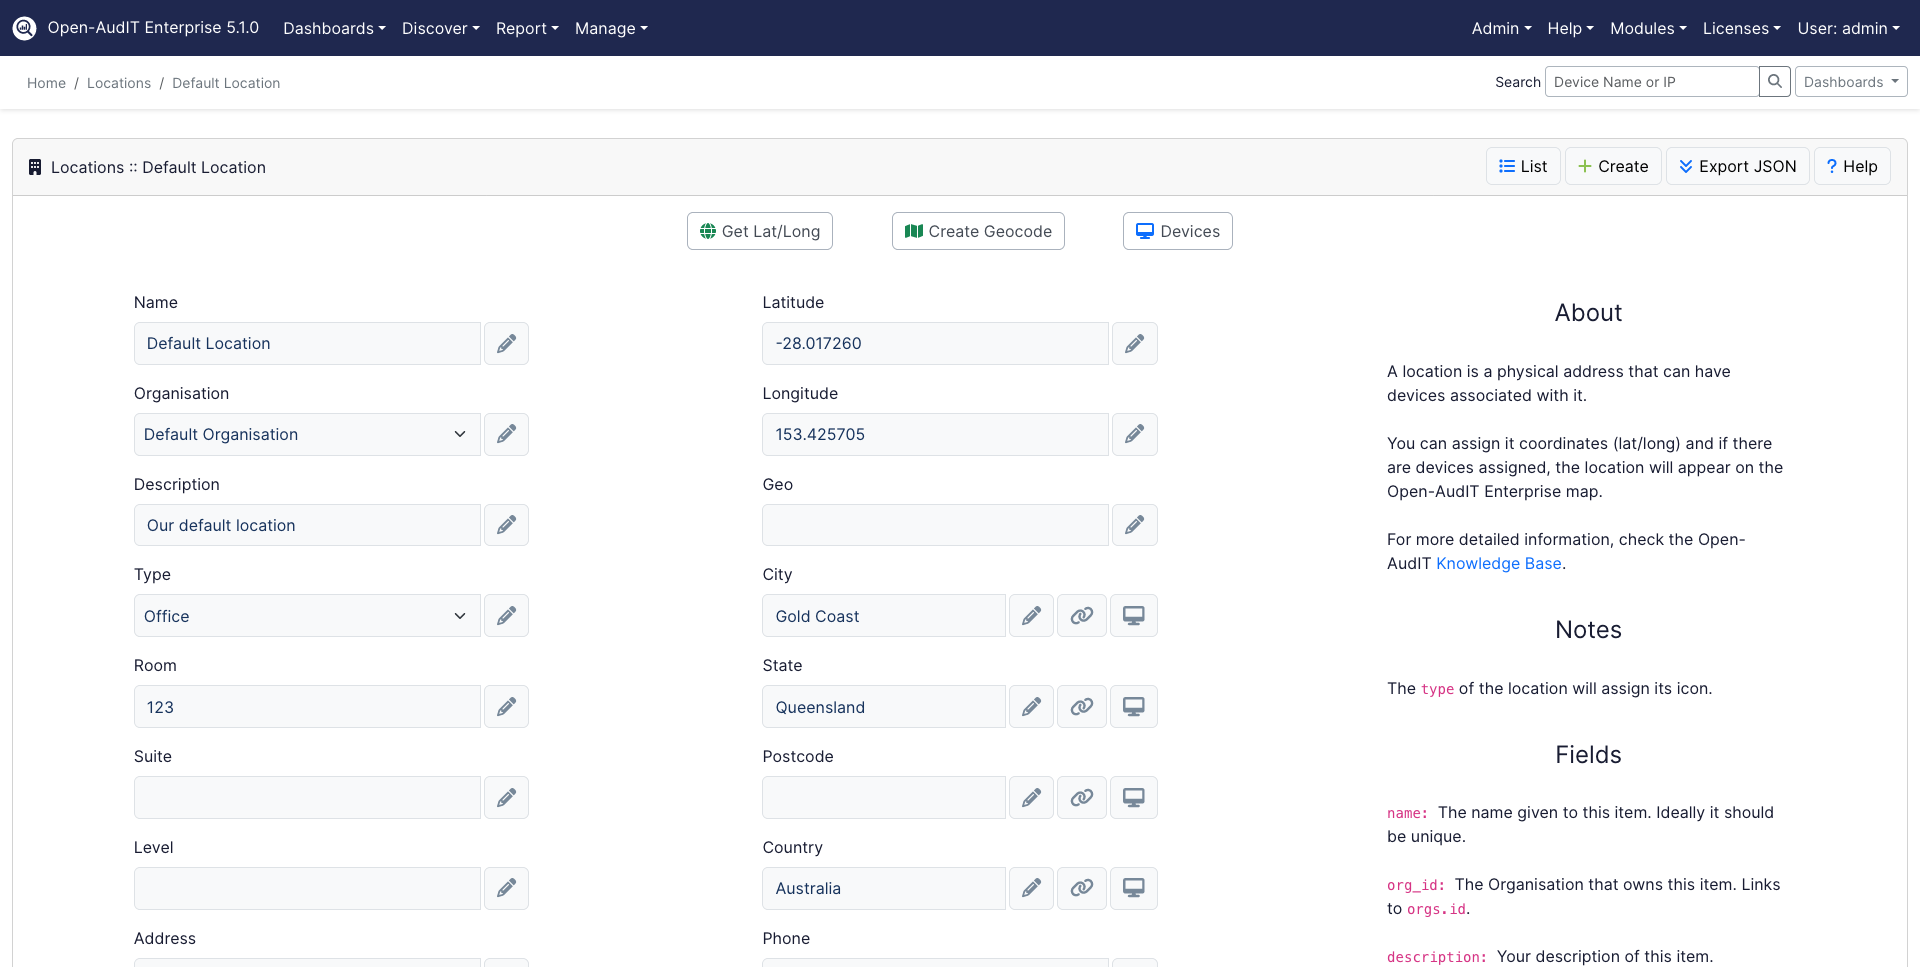 Open-AudIT Enterprise 5.1.0 Dashboards Discover Report Manage Admin Help Modules Licenses User: admin
Home / Locations / Default Location
Search Device Name or IP Dashboards
Locations :: Default Location
List Create Export JSON ? Help
Get Lat/Long Create Geocode Devices
Name
Default Location
Organisation
Default Organisation
Description
Our default location
Type
Office
Room
123
Suite
Level
Address
Latitude
-28.017260
Longitude
153.425705
Geo
City
Gold Coast
State
Queensland
Postcode
Country
Australia
Phone
About
A location is a physical address that can have
devices associated with it.
You can assign it coordinates (lat/long) and if there
are devices assigned, the location will appear on the
Open-AudIT Enterprise map.
For more detailed information, check the Open-
AudIT Knowledge Base.
Notes
The type of the location will assign its icon.
Fields
name: The name given to this item. Ideally it should
be unique.
org_id: The Organisation that owns this item. Links
to orgs.id.
description: Your description of this item.